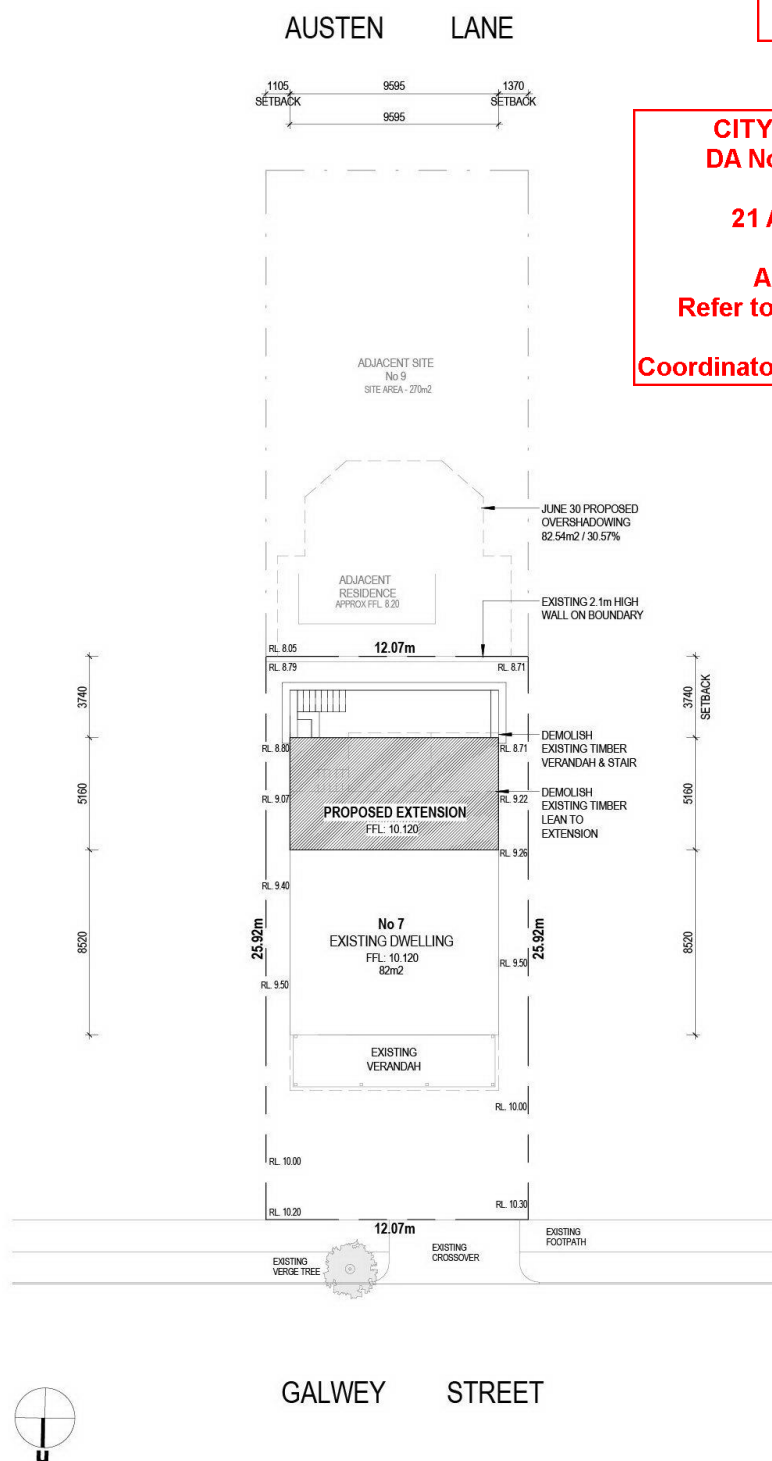 AUSTEN LANE
1105 9595 1370
SETBACK SETBACK
9595
CITY
DA No
21 A
A
Refer to
Coordinato
ADJACENT SITE
No 9
SITE AREA - 270m2
JUNE 30 PROPOSED
OVERSHADOWING
82.54m2 / 30.57%
ADJACENT
RESIDENCE
APPROX FFL 8.20
EXISTING 2.1m HIGH
WALL ON BOUNDARY
RL. 8.05
12.07m
RL. 8.79
RL. 8.71
3740
3740
SETBACK
DEMOLISH
EXISTING TIMBER
VERANDAH & STAIR
RL. 8.80
RL. 8.71
5160
5160
RL. 9.07
RL. 9.22
DEMOLISH
EXISTING TIMBER
LEAN TO
EXTENSION
PROPOSED EXTENSION
FFL: 10.120
RL. 9.26
RL. 9.40
8520
8520
25.92m
25.92m
No 7
EXISTING DWELLING
FFL: 10.120
82m2
RL. 9.50
RL. 9.50
EXISTING
VERANDAH
RL. 10.00
RL. 10.00
RL. 10.20
RL. 10.30
12.07m
EXISTING
FOOTPATH
EXISTING
CROSSOVER
EXISTING
VERGE TREE
GALWEY STREET